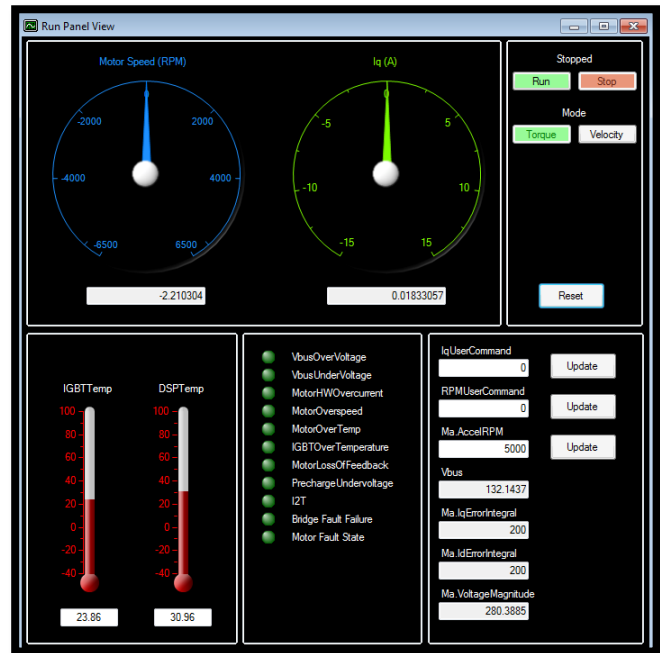 Run Panel View
Motor Speed (RPM)
0
-2000 2000
-4000 4000
-6500 6500
-2.210304
Iq (A)
0
-5 5
-10 10
-15 15
0.01833057
Stopped
Run Stop
Mode
Torque Velocity
Reset
IGBTTemp
100
80
60
40
20
0
-20
-40
23.86
DSPTemp
100
80
60
40
20
0
-20
-40
30.96
VbusOverVoltage
VbusUnderVoltage
MotorHWOvercurrent
MotorOverspeed
MotorOverTemp
IGBTOverTemperature
MotorLossOfFeedback
PrechargeUndervoltage
I2T
Bridge Fault Failure
Motor Fault State
IqUserCommand
0 Update
RPMUserCommand
0 Update
Ma.AccelRPM
5000 Update
Vbus
132.1437
Ma.IqErrorIntegral
200
Ma.IdErrorIntegral
200
Ma.VoltageMagnitude
280.3885